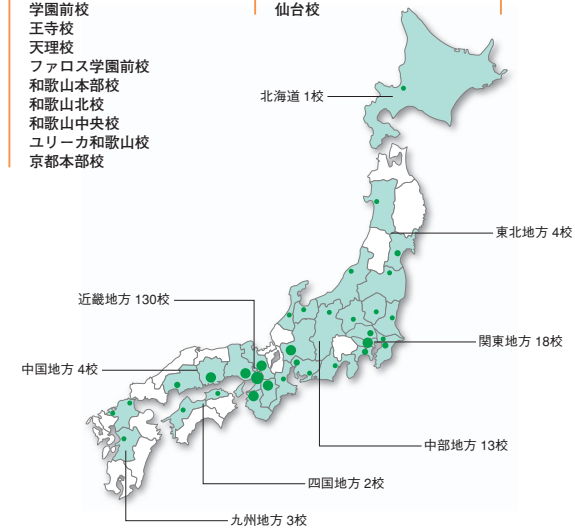 学園前校
王寺校
天理校
ファロス学園前校
和歌山本部校
和歌山北校
和歌山中央校
ユリーカ和歌山校
京都本部校
仙台校
北海道 1校
東北地方 4校
近畿地方 130校
関東地方 18校
中国地方 4校
中部地方 13校
四国地方 2校
九州地方 3校